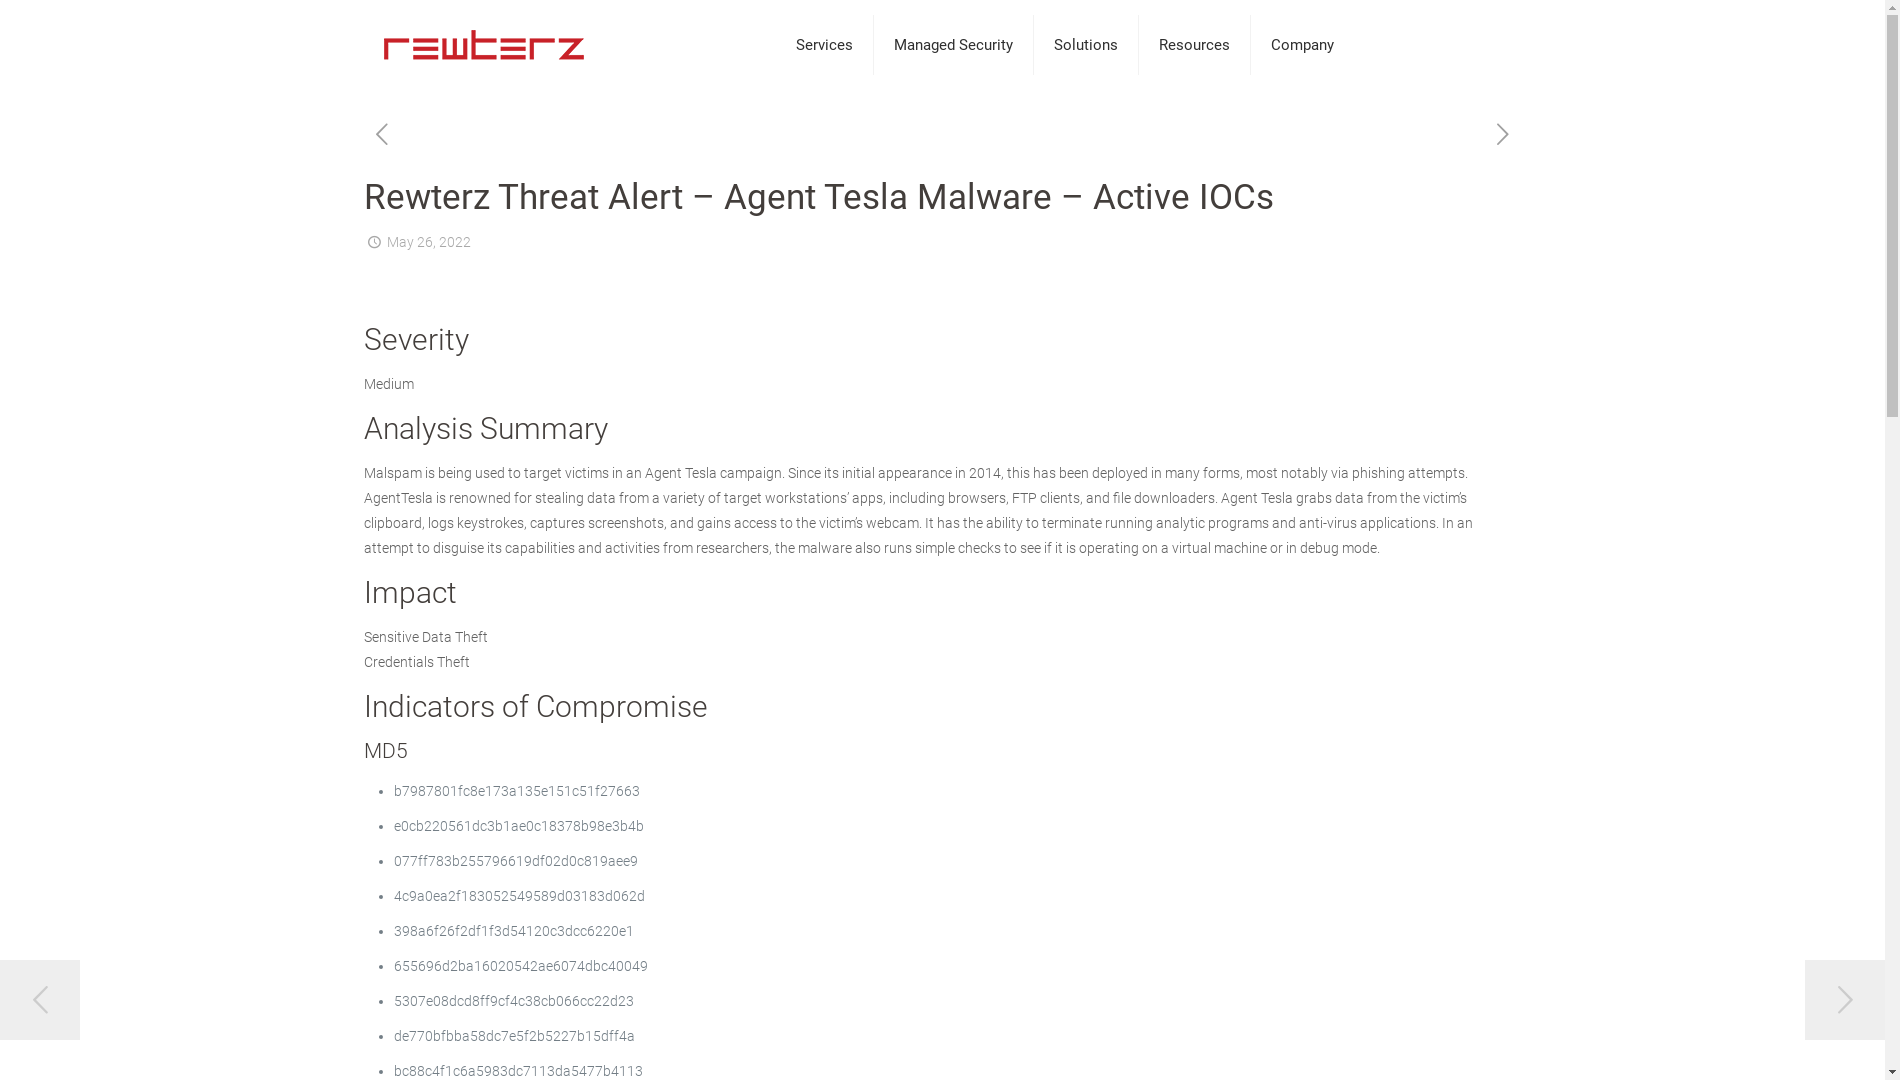 rewterz
Services
Managed Security
Solutions
Resources
Company
Rewterz Threat Alert – Agent Tesla Malware – Active IOCs
May 26, 2022
Severity
Medium
Analysis Summary
Malspam is being used to target victims in an Agent Tesla campaign. Since its initial appearance in 2014, this has been deployed in many forms, most notably via phishing attempts.
AgentTesla is renowned for stealing data from a variety of target workstations’ apps, including browsers, FTP clients, and file downloaders. Agent Tesla grabs data from the victim’s
clipboard, logs keystrokes, captures screenshots, and gains access to the victim’s webcam. It has the ability to terminate running analytic programs and anti-virus applications. In an
attempt to disguise its capabilities and activities from researchers, the malware also runs simple checks to see if it is operating on a virtual machine or in debug mode.
Impact
Sensitive Data Theft
Credentials Theft
Indicators of Compromise
MD5
b7987801fc8e173a135e151c51f27663
e0cb220561dc3b1ae0c18378b98e3b4b
077ff783b255796619df02d0c819aee9
4c9a0ea2f183052549589d03183d062d
398a6f26f2df1f3d54120c3dcc6220e1
655696d2ba16020542ae6074dbc40049
5307e08dcd8ff9cf4c38cb066cc22d23
de770bfbba58dc7e5f2b5227b15dff4a
bc88c4f1c6a5983dc7113da5477b4113